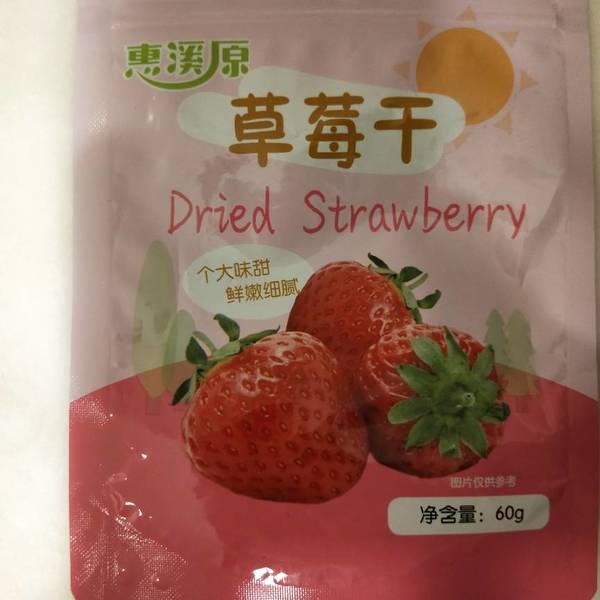 惠溪原
草莓干
Dried Strawberry
个大味甜
鲜嫩细腻
图片仅供参考
净含量：60g